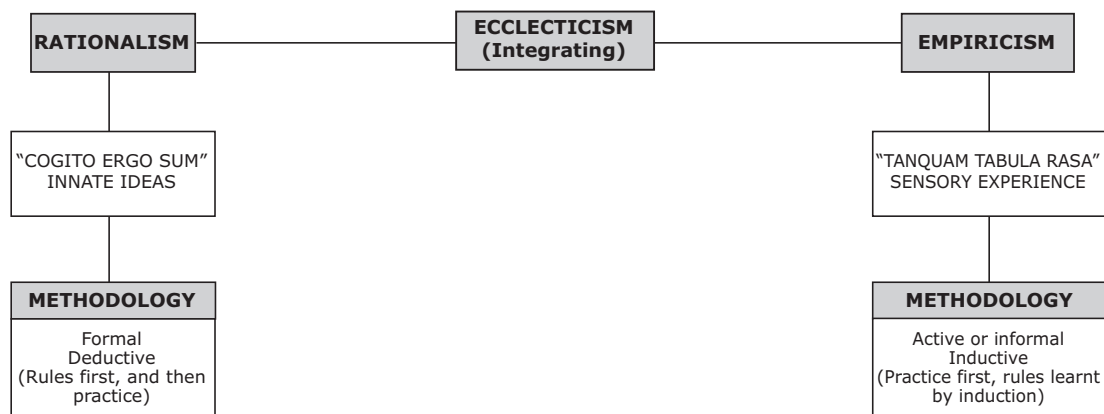 RATIONALISM
ECCLECTICISM
(Integrating)
EMPIRICISM
“COGITO ERGO SUM”
INNATE IDEAS
“TANQUAM TABULA RASA”
SENSORY EXPERIENCE
METHODOLOGY
Formal
Deductive
(Rules first, and then
practice)
METHODOLOGY
Active or informal
Inductive
(Practice first, rules learnt
by induction)